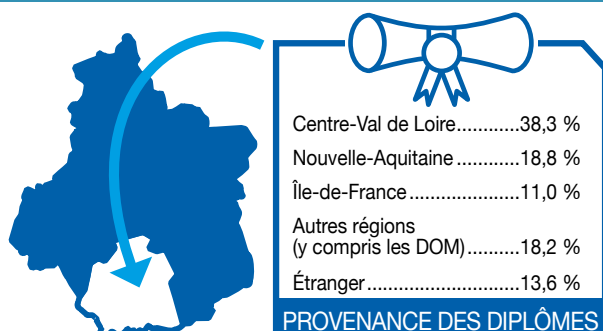 Centre-Val de Loire............38,3 %
Nouvelle-Aquitaine............18,8 %
Île-de-France.....................11,0 %
Autres régions
(y compris les DOM)..........18,2 %
Étranger.............................13,6 %
PROVENANCE DES DIPLÔMES